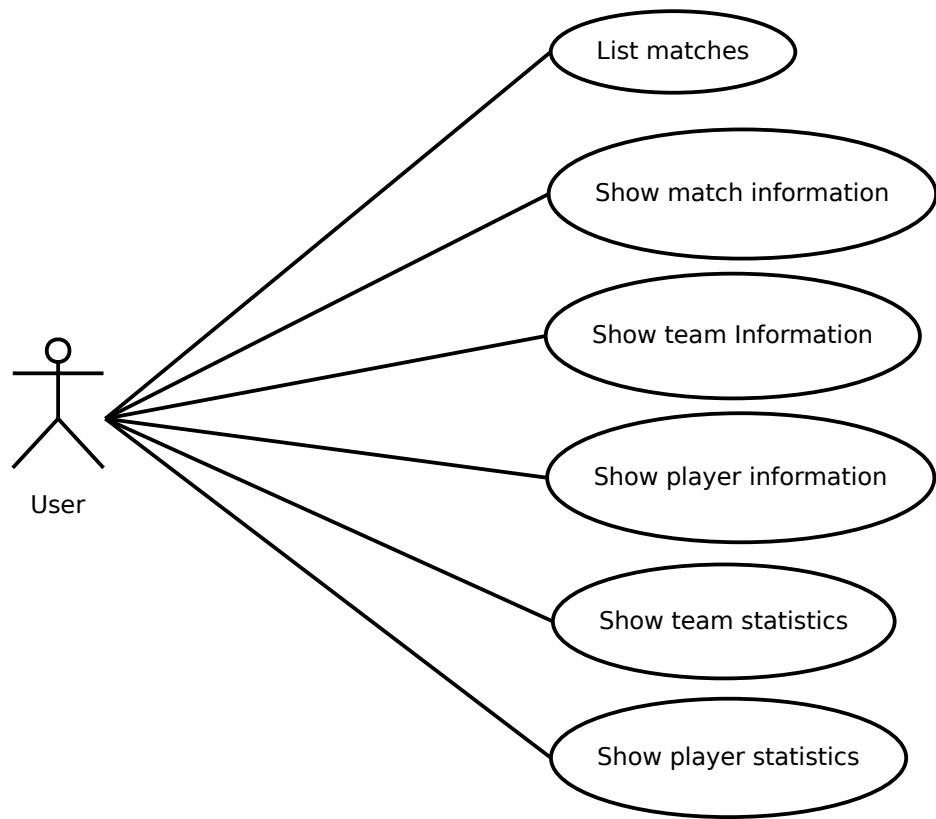 List matches
Show match information
Show team Information
Show player information
User
Show team statistics
Show player statistics